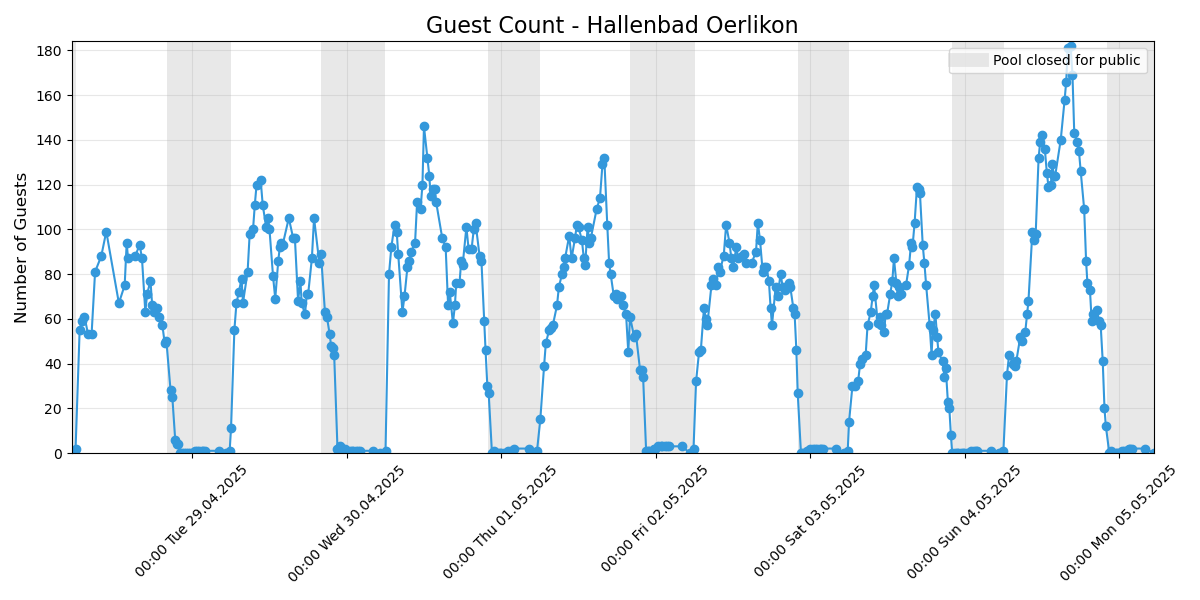 Guest Count - Hallenbad Oerlikon
Pool closed for public
Number of Guests
180
160
140
120
100
80
60
40
20
0
00:00 Tue 29.04.2025
00:00 Wed 30.04.2025
00:00 Thu 01.05.2025
00:00 Fri 02.05.2025
00:00 Sat 03.05.2025
00:00 Sun 04.05.2025
00:00 Mon 05.05.2025